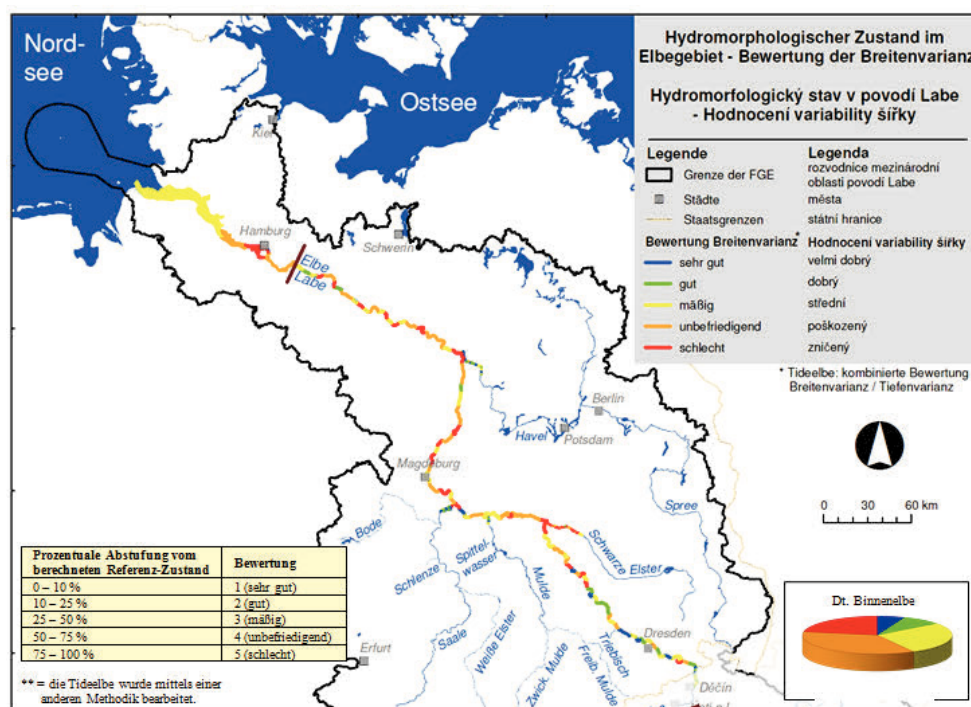 Nord-
see
Ostsee
Kiel
Hamburg
Schwerin
Elbe
Labe
Berlin
Havel
Potsdam
Magdeburg
Spree
Bode
Spittel-
wasser
Schwarze Elster
Schlenze
Mulde
Saale
Weiße Elster
Zwick. Mulde
Freib. Mulde
Triebisch
Dresden
Erfurt
Děčín
Hydromorphologischer Zustand im
Elbegebiet - Bewertung der Breitenvarianz
Hydromorfologický stav v povodí Labe
- Hodnocení variability šířky
Legende Legenda
Grenze der FGE rozvodnice mezinárodní
oblasti povodí Labe
Städte města
Staatsgrenzen státní hranice
Bewertung Breitenvarianz* Hodnocení variability šířky
sehr gut velmi dobrý
gut dobrý
mäßig střední
unbefriedigend poškozený
schlecht zničený
* Tideelbe: kombinierte Bewertung
Breitenvarianz / Tiefenvarianz
0 30 60 km
Prozentuale Abstufung vom Bewertung
berechneten Referenz-Zustand
0 – 10 % 1 (sehr gut)
10 – 25 % 2 (gut)
25 – 50 % 3 (mäßig)
50 – 75 % 4 (unbefriedigend)
75 – 100 % 5 (schlecht)
** = die Tideelbe wurde mittels einer
anderen Methodik bearbeitet.
Dt. Binnenelbe